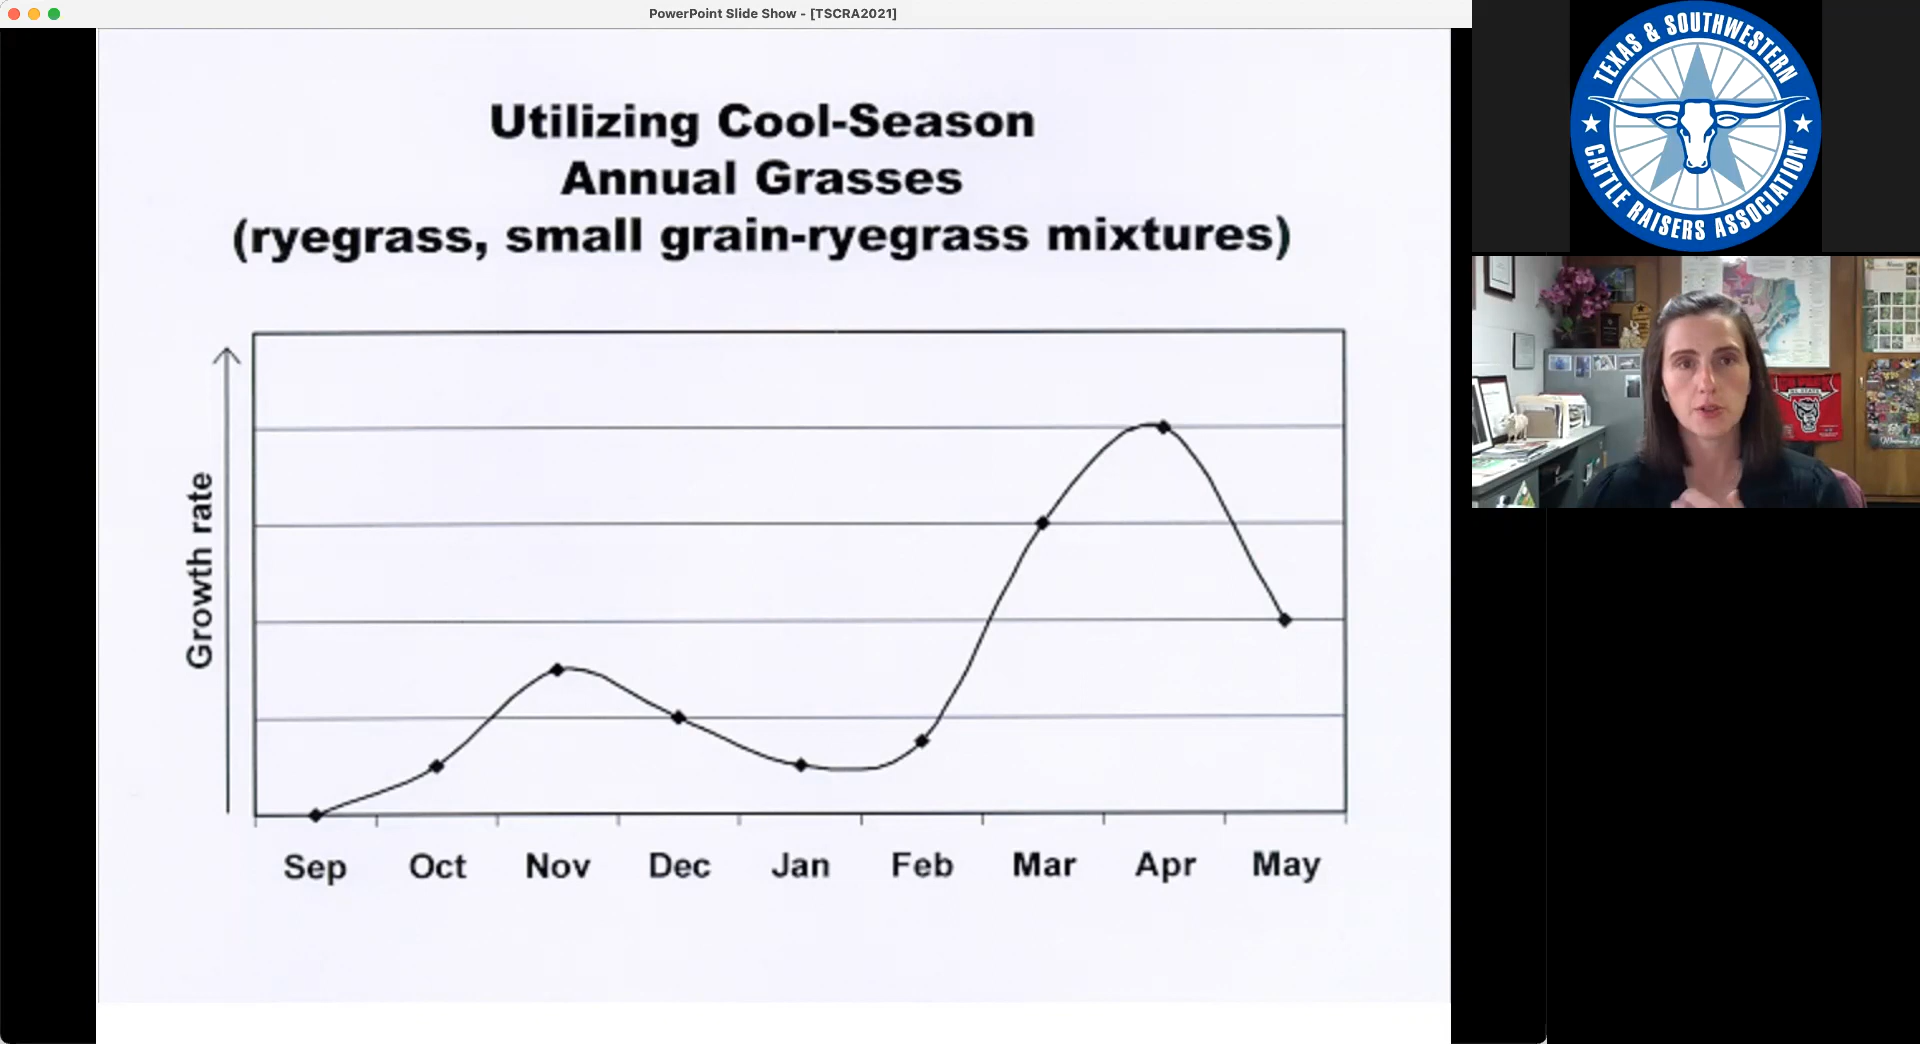 PowerPoint Slide Show - [TSCRA2021]
Utilizing Cool-Season
Annual Grasses
(ryegrass, small grain-ryegrass mixtures)
Growth rate
Sep Oct Nov Dec Jan Feb Mar Apr May
TEXAS & SOUTHWESTERN
CATTLE RAISERS ASSOCIATION